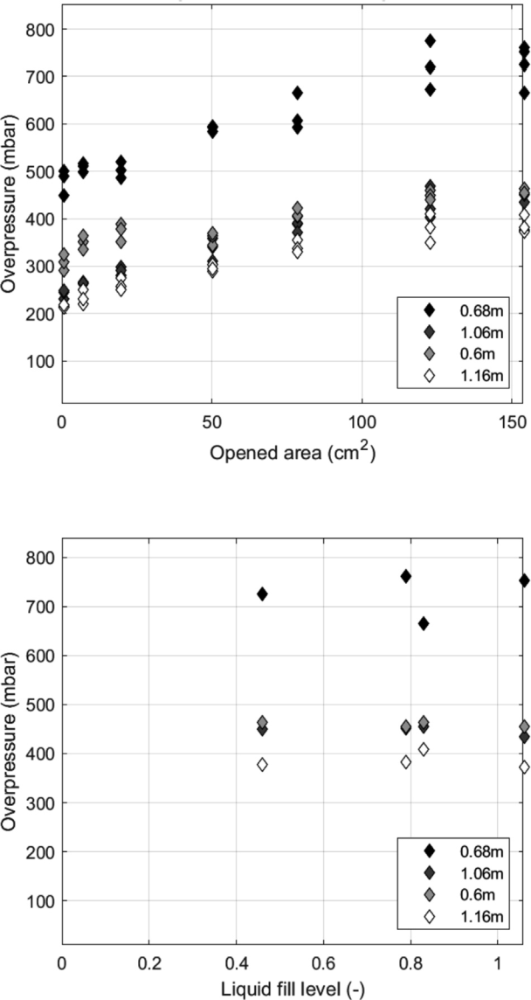 800
700
600
500
400
300
200
100
Overpressure (mbar)
0.68m
1.06m
0.6m
1.16m
0 50 100 150
Opened area (cm²)
800
700
600
500
400
300
200
100
Overpressure (mbar)
0.68m
1.06m
0.6m
1.16m
0 0.2 0.4 0.6 0.8 1
Liquid fill level (-)